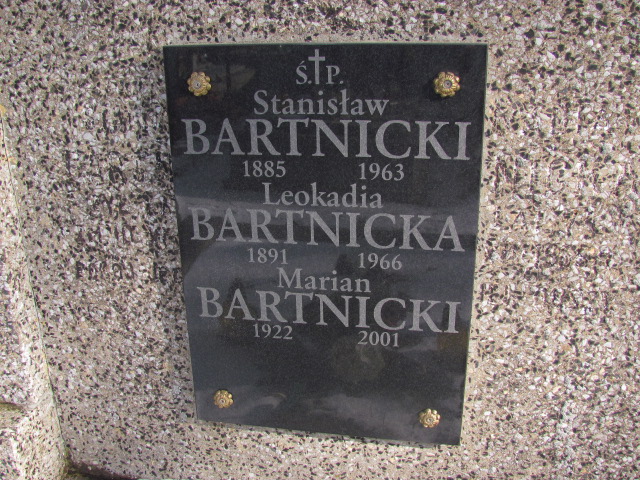 Ś.†P.
Stanisław
BARTNICKI
1885 1963
Leokadia
BARTNICKA
1891 1966
Marian
BARTNICKI
1922 2001